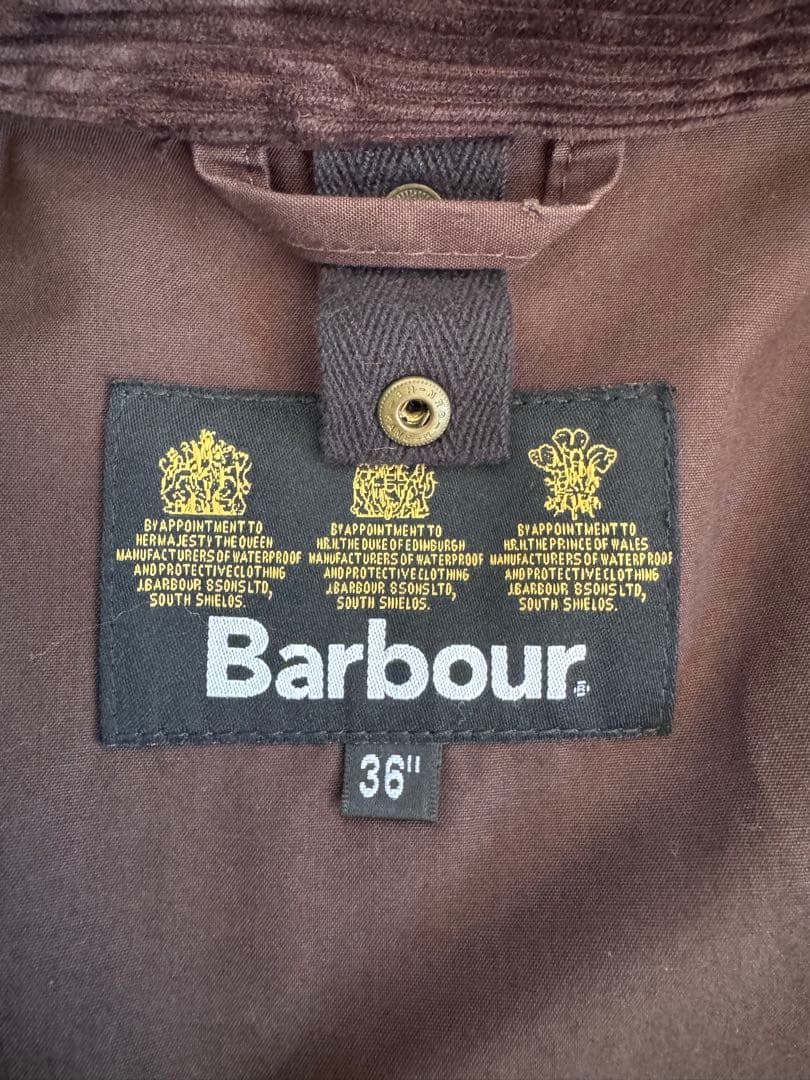 BY APPOINTMENT TO
HER MAJESTY THE QUEEN
MANUFACTURERS OF WATERPROOF
AND PROTECTIVE CLOTHING
J.BARBOUR & SONS LTD,
SOUTH SHIELDS.
BY APPOINTMENT TO
H.R.H. THE DUKE OF EDINBURGH
MANUFACTURERS OF WATERPROOF
AND PROTECTIVE CLOTHING
J.BARBOUR & SONS LTD,
SOUTH SHIELDS.
BY APPOINTMENT TO
H.R.H. THE PRINCE OF WALES
MANUFACTURERS OF WATERPROOF
AND PROTECTIVE CLOTHING
J.BARBOUR & SONS LTD,
SOUTH SHIELDS.
Barbour®
36"